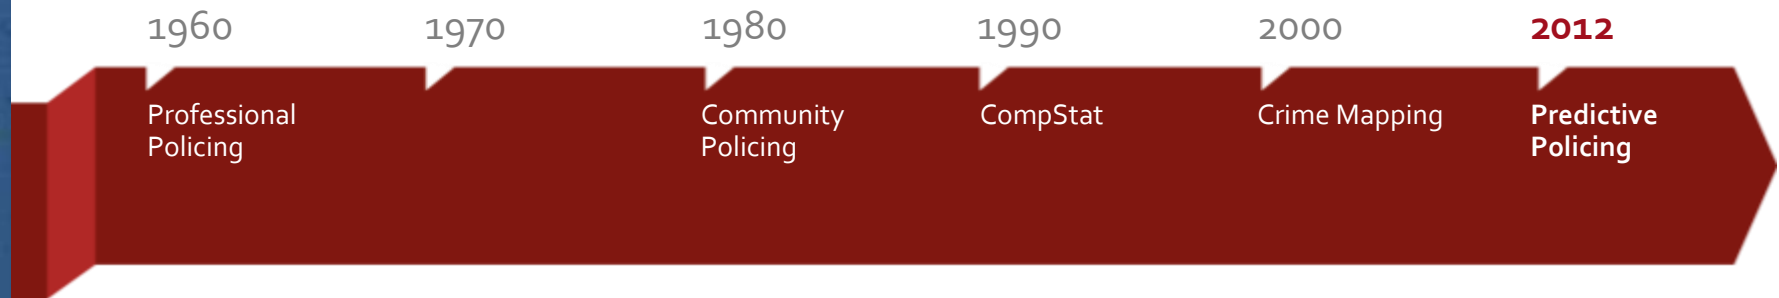 1960 1970 1980 1990 2000 2012
Professional
Policing
Community
Policing
CompStat
Crime Mapping
Predictive
Policing